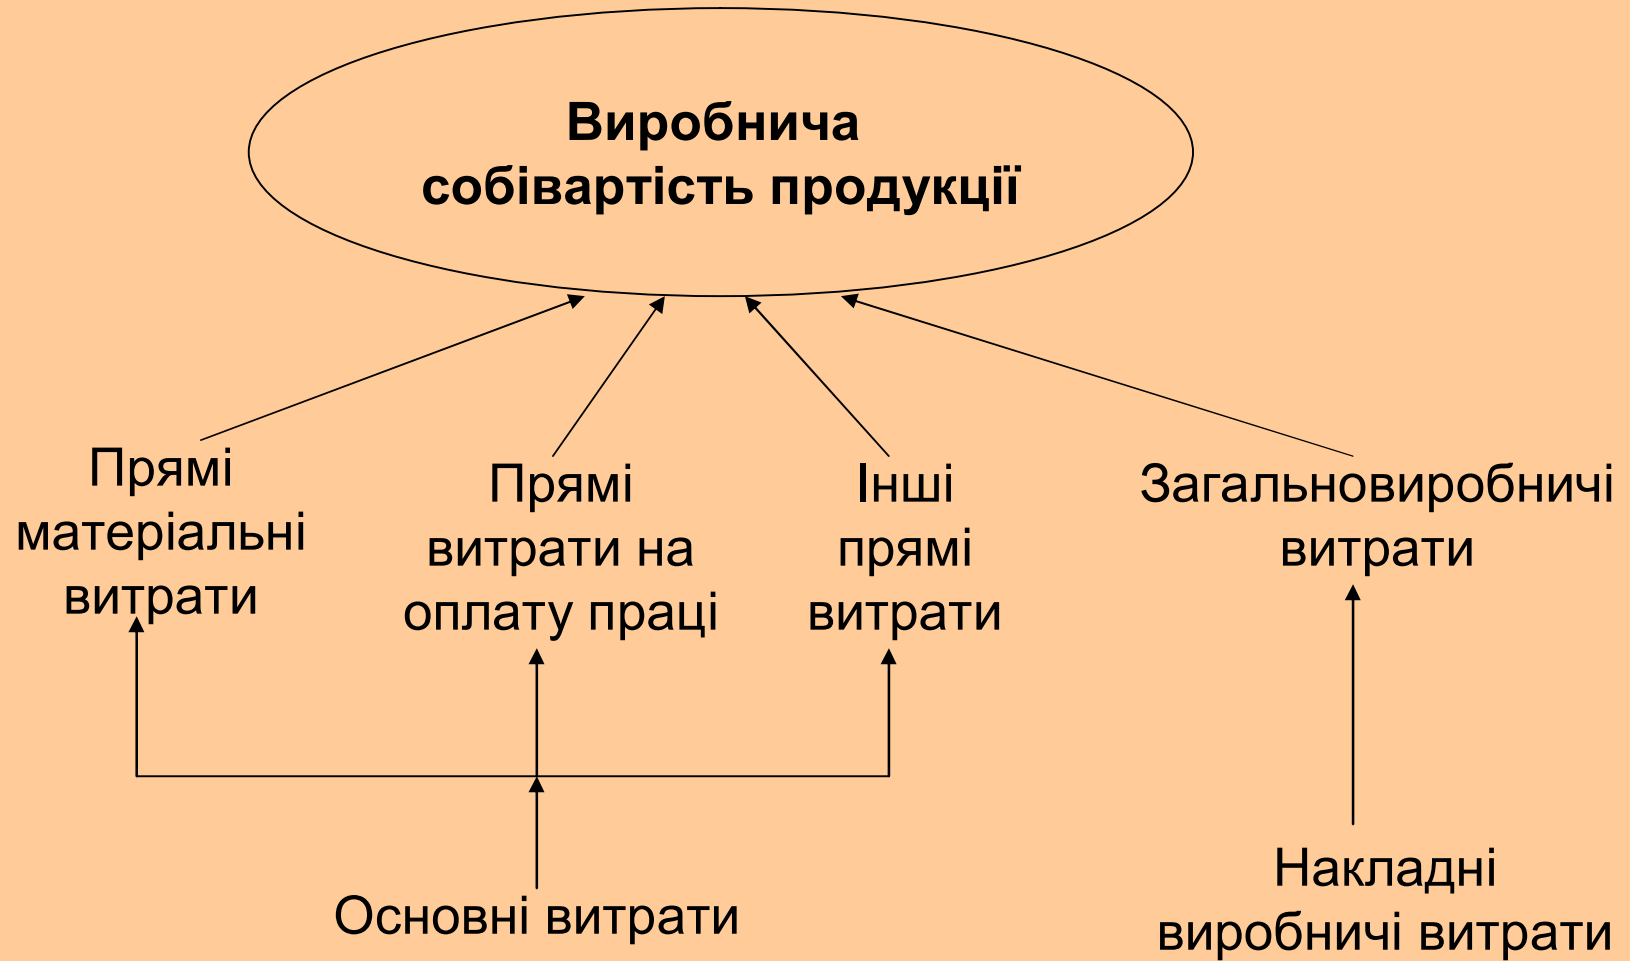 Виробнича
собівартість продукції
Прямі
матеріальні
витрати
Прямі
витрати на
оплату праці
Інші
прямі
витрати
Загальновиробничі
витрати
Основні витрати
Накладні
виробничі витрати